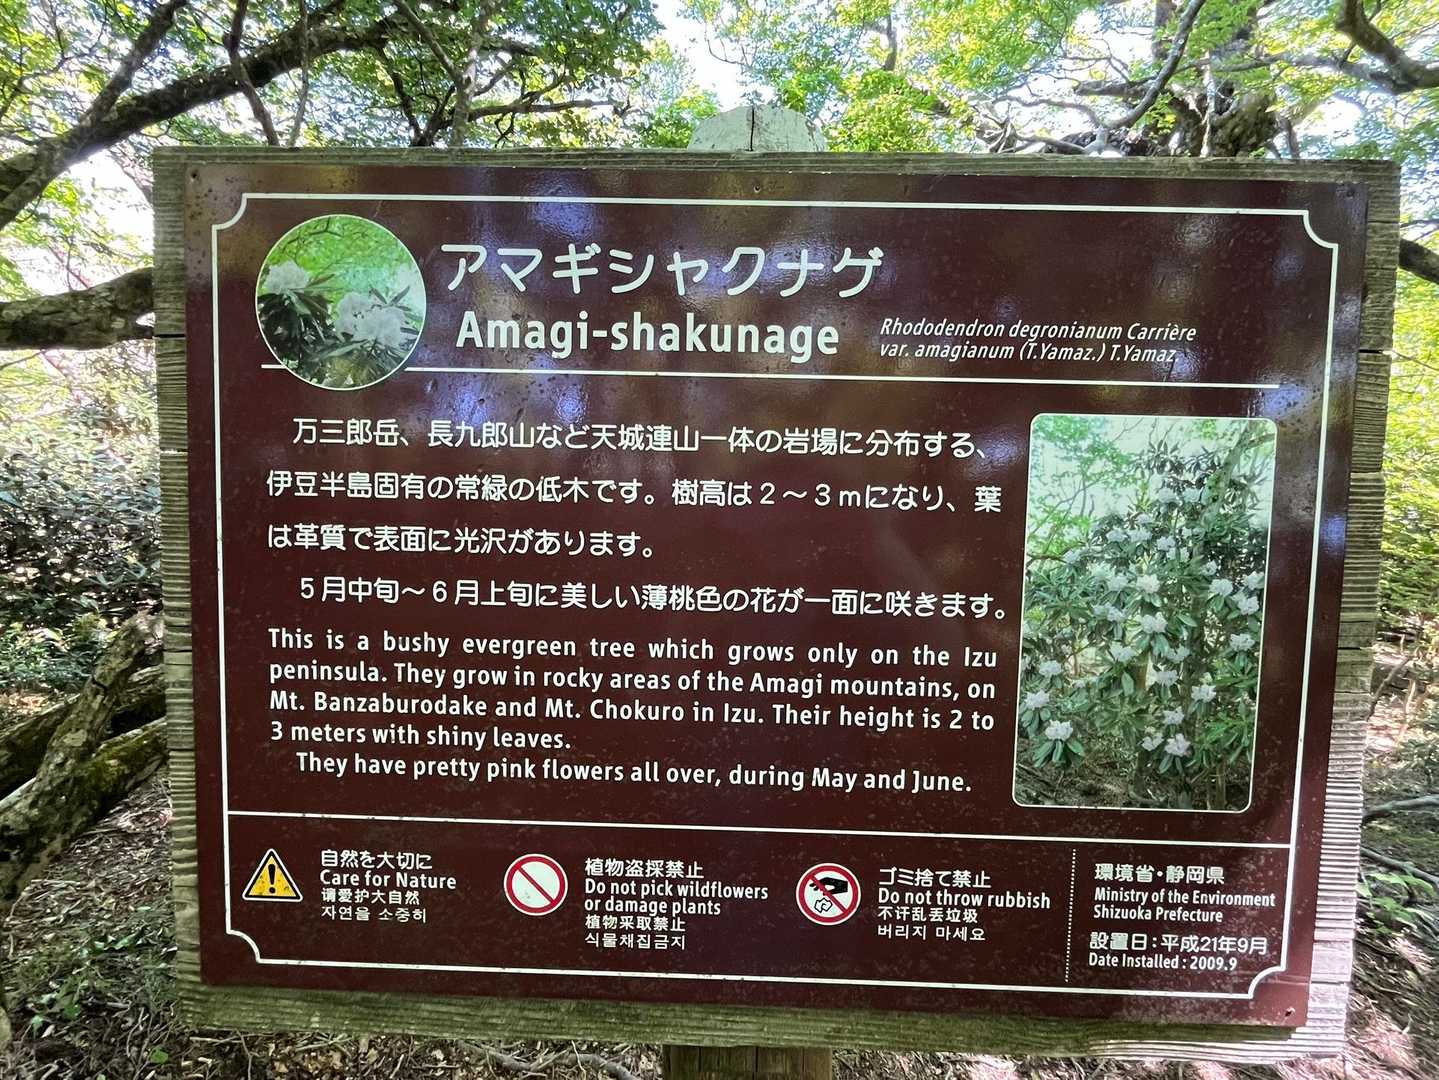 アマギシャクナゲ
Amagi-shakunage
Rhododendron degronianum Carrière
var. amagianum (T.Yamaz.) T.Yamaz.
万三郎岳、長九郎山など天城連山一体の岩場に分布する、
伊豆半島固有の常緑の低木です。樹高は２～３ｍになり、葉
は革質で表面に光沢があります。
５月中旬～６月上旬に美しい薄桃色の花が一面に咲きます。
This is a bushy evergreen tree which grows only on the Izu
peninsula. They grow in rocky areas of the Amagi mountains, on
Mt. Banzaburodake and Mt. Chokuro in Izu. Their height is 2 to
3 meters with shiny leaves.
They have pretty pink flowers all over, during May and June.
自然を大切に
Care for Nature
请爱护大自然
자연을 소중히
植物盗採禁止
Do not pick wildflowers
or damage plants
植物采取禁止
식물채집금지
ゴミ捨て禁止
Do not throw rubbish
不许乱丢垃圾
버리지 마세요
環境省・静岡県
Ministry of the Environment
Shizuoka Prefecture
設置日：平成21年9月
Date Installed : 2009.9